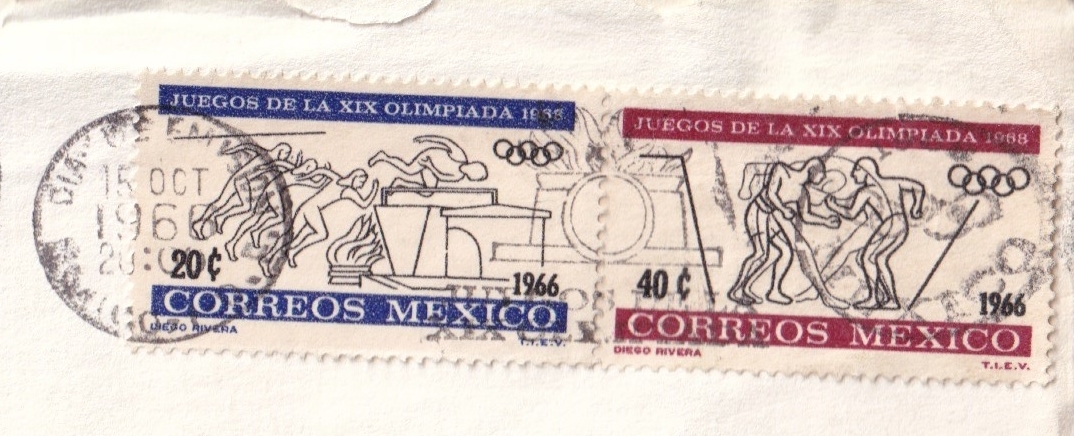 JUEGOS DE LA XIX OLIMPIADA 1968
20¢
1966
CORREOS MEXICO
DIEGO RIVERA
T.I.E.V.
JUEGOS DE LA XIX OLIMPIADA 1968
40¢
1966
CORREOS MEXICO
DIEGO RIVERA
T.I.E.V.
15 OCT
1966